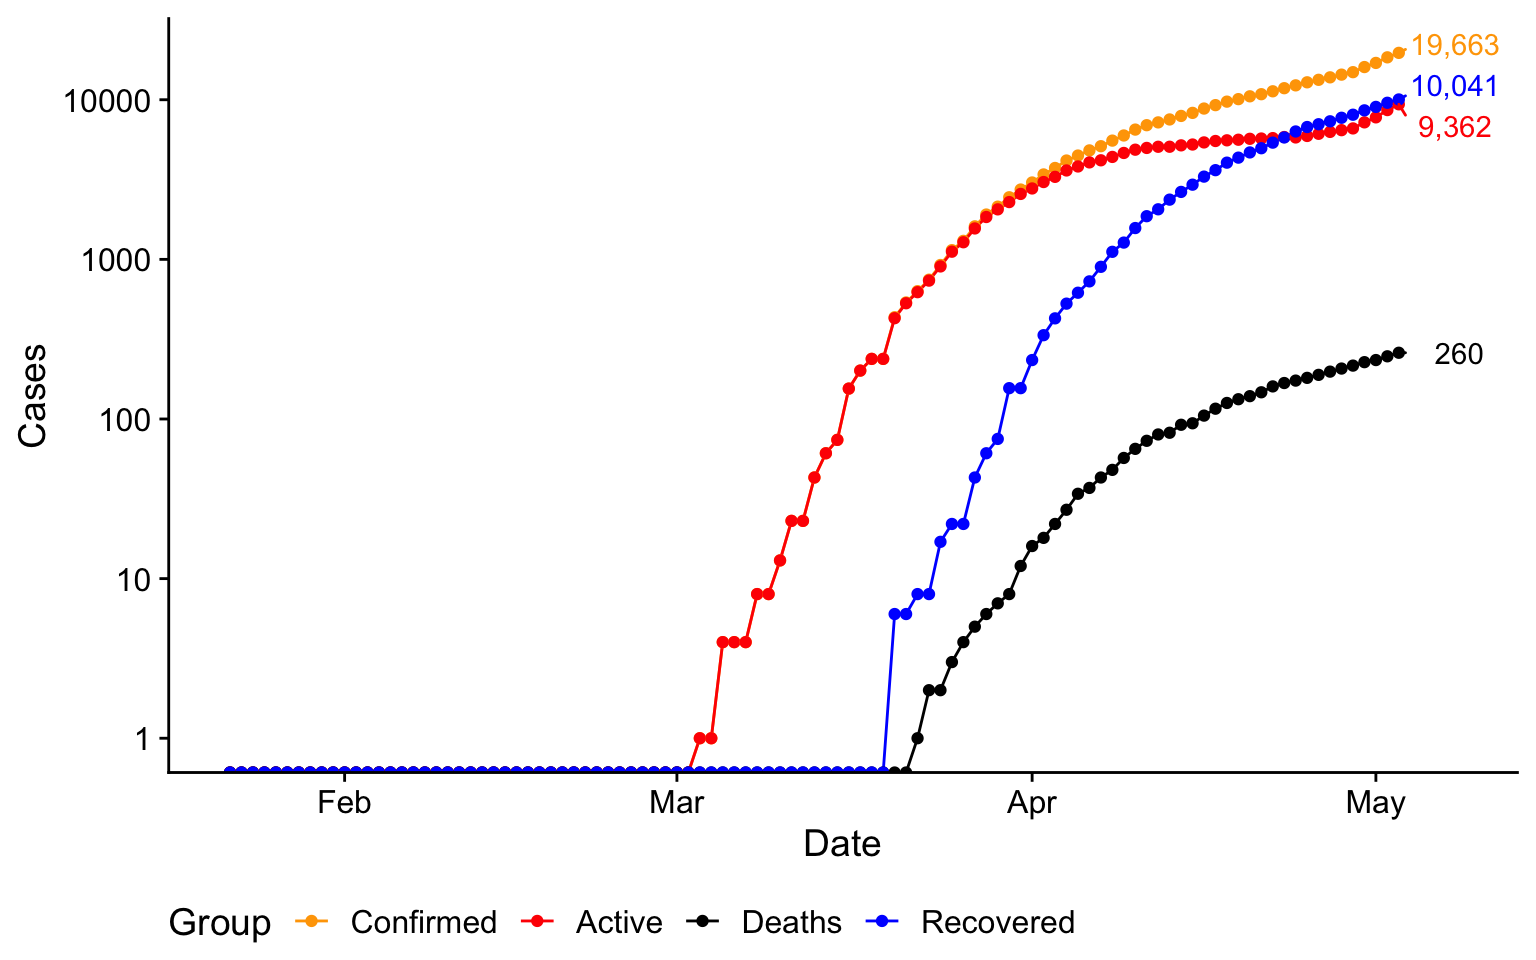 19,663
10000
10,041
9,362
1000
Cases
260
100
10
1
Feb Mar Apr May
Date
Group Confirmed Active Deaths Recovered